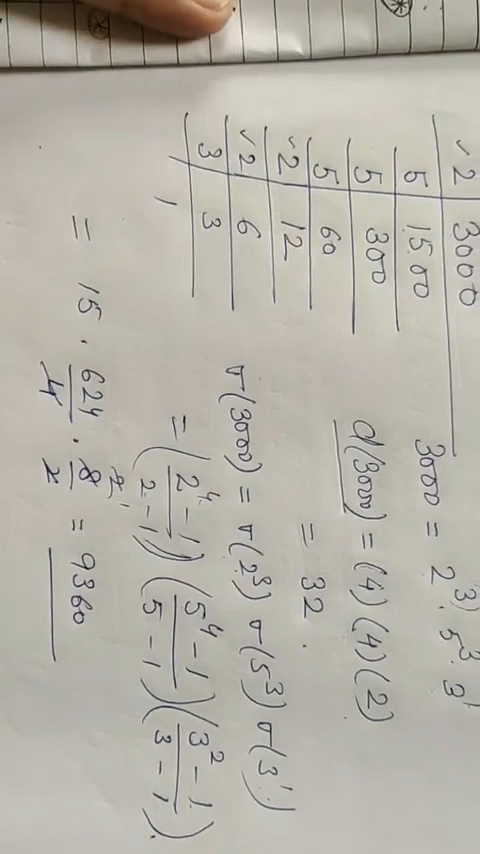 2 | 3000
5 | 15.00
5 | 300
5 | 60
2 | 12
2 | 6
3 | 3
1
3000 = 2^3 · 5^3 · 3^1
d(3000) = (4)(4)(2)
= 32.
σ(3000) = σ(2^3) σ(5^3) σ(3^1)
= (2^4 - 1 / 2 - 1) (5^4 - 1 / 5 - 1) (3^2 - 1 / 3 - 1).
= 15 · 624/4 · 8/2 = 9360